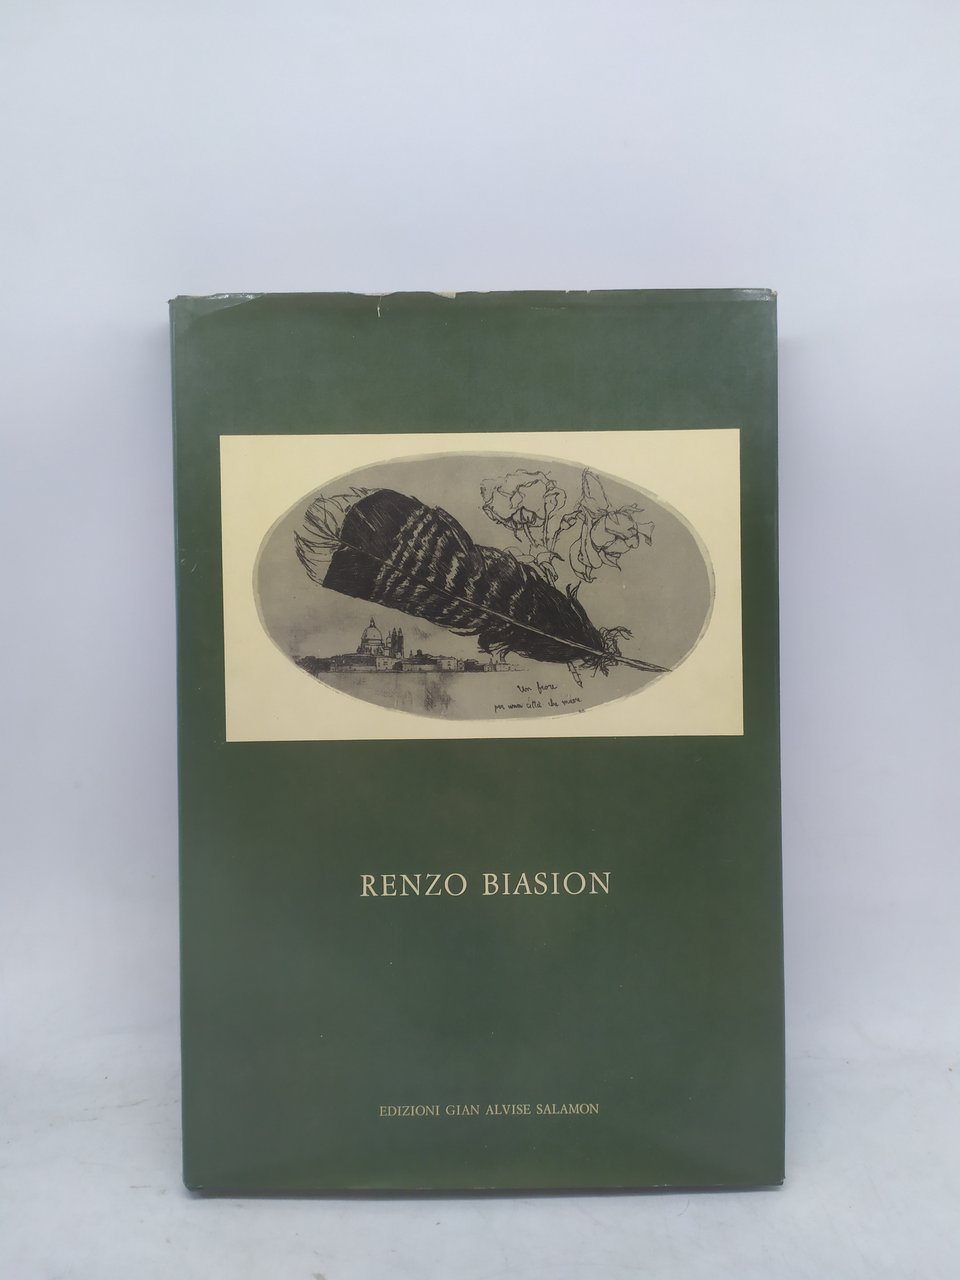 Un fiore
per una città che muore
RENZO BIASION
EDIZIONI GIAN ALVISE SALAMON